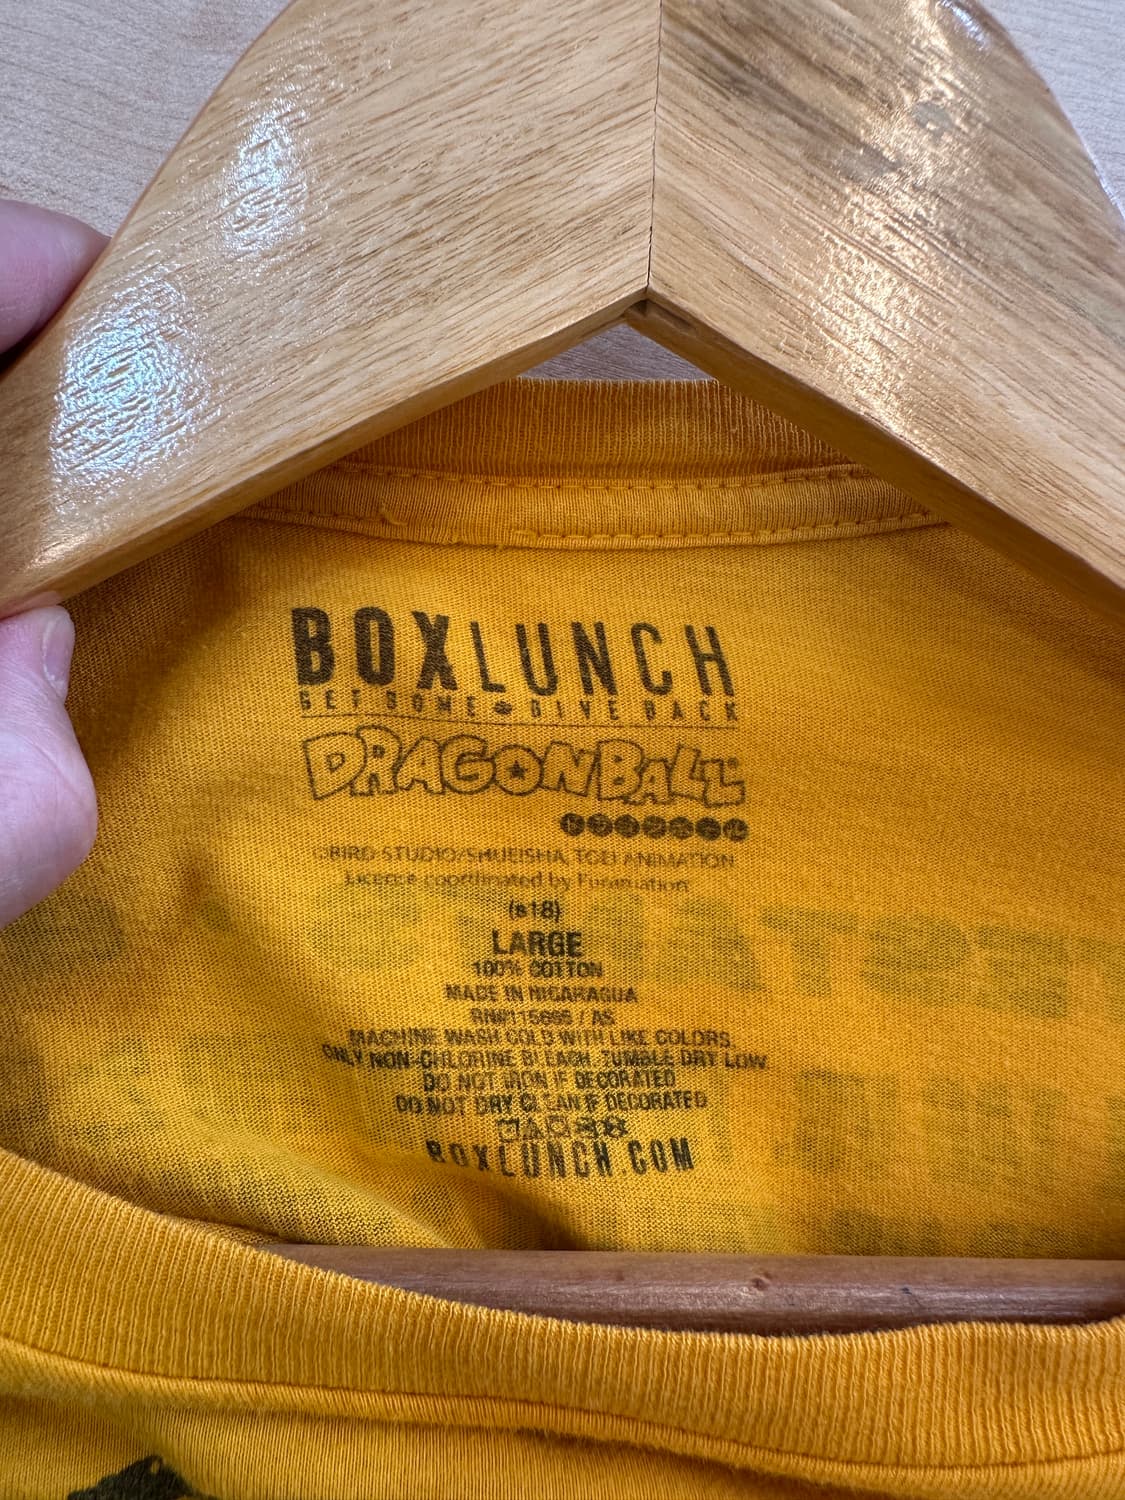 BOXLUNCH
GET SOME GIVE BACK
DRAGONBALL
©BIRD STUDIO/SHUEISHA, TOEI ANIMATION
License coordinated by Funimation
(s18)
LARGE
100% COTTON
MADE IN NICARAGUA
MACHINE WASH COLD WITH LIKE COLORS.
ONLY NON-CHLORINE BLEACH. TUMBLE DRY LOW
DO NOT IRON IF DECORATED
DO NOT DRY CLEAN IF DECORATED
BOXLUNCH.COM